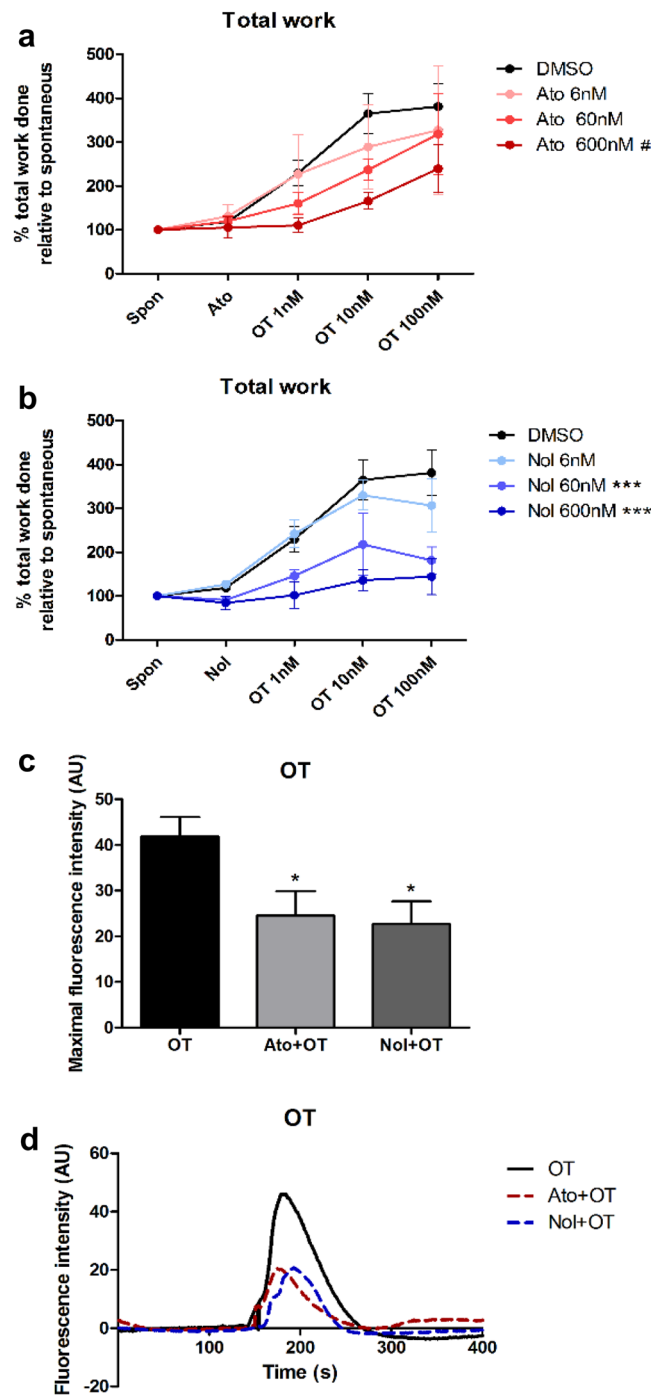 a
Total work
% total work done
relative to spontaneous
500
400
300
200
100
0
Spon
Ato
OT 1nM
OT 10nM
OT 100nM
DMSO
Ato 6nM
Ato 60nM
Ato 600nM #
b
Total work
% total work done
relative to spontaneous
500
400
300
200
100
0
Spon
Nol
OT 1nM
OT 10nM
OT 100nM
DMSO
Nol 6nM
Nol 60nM ***
Nol 600nM ***
c
OT
Maximal fluorescence intensity (AU)
50
40
30
20
10
0
* *
OT Ato+OT Nol+OT
d
OT
Fluorescence intensity (AU)
60
40
20
0
-20
100 200 300 400
Time (s)
OT
Ato+OT
Nol+OT